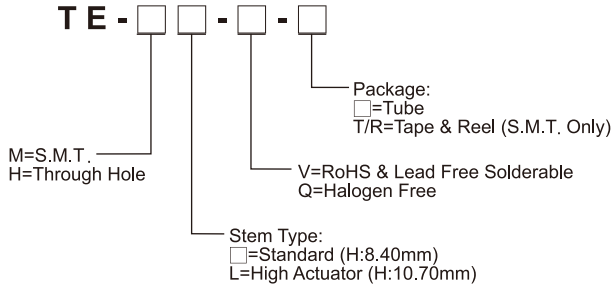 TE-□□-□-□
Package:
□=Tube
T/R=Tape & Reel (S.M.T. Only)
M=S.M.T.
H=Through Hole
V=RoHS & Lead Free Solderable
Q=Halogen Free
Stem Type:
□=Standard (H:8.40mm)
L=High Actuator (H:10.70mm)